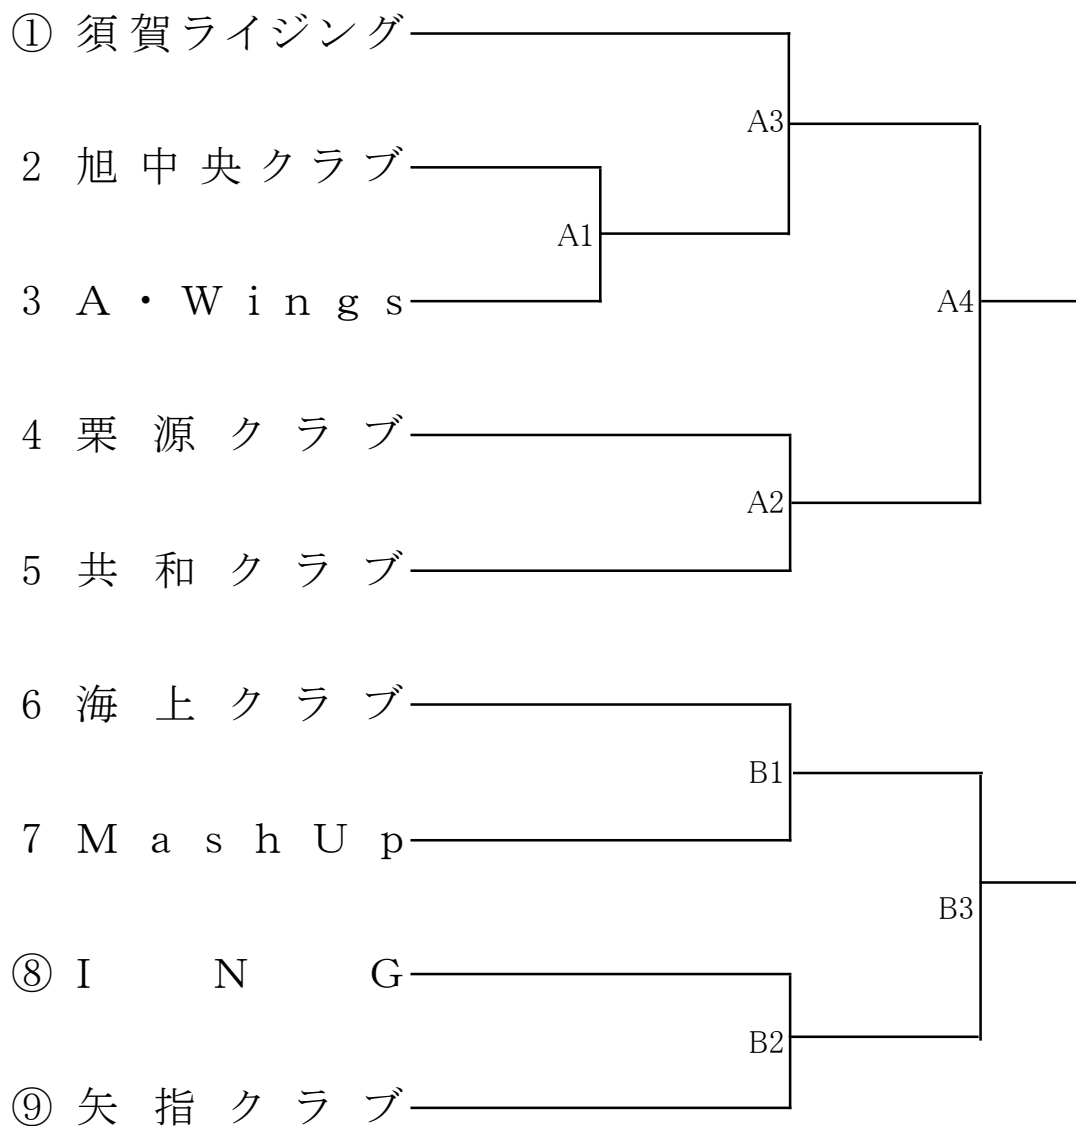 ① 須賀ライジング
A3
2 旭中央クラブ
A1
3 A・Wings
A4
4 栗源クラブ
A2
5 共和クラブ
6 海上クラブ
B1
7 MashUp
B3
⑧ ING
B2
⑨ 矢指クラブ